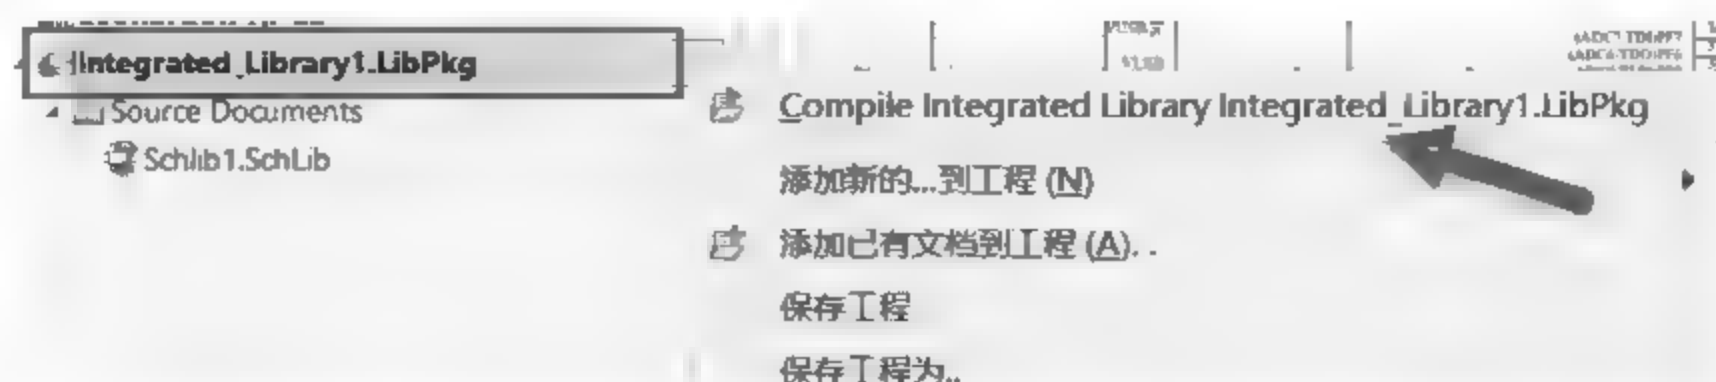 Integrated_Library1.LibPkg
Source Documents
Schlib1.SchLib
Compile Integrated Library Integrated_Library1.LibPkg
添加新的...到工程 (N)
添加已有文档到工程 (A). .
保存工程
保存工程为..